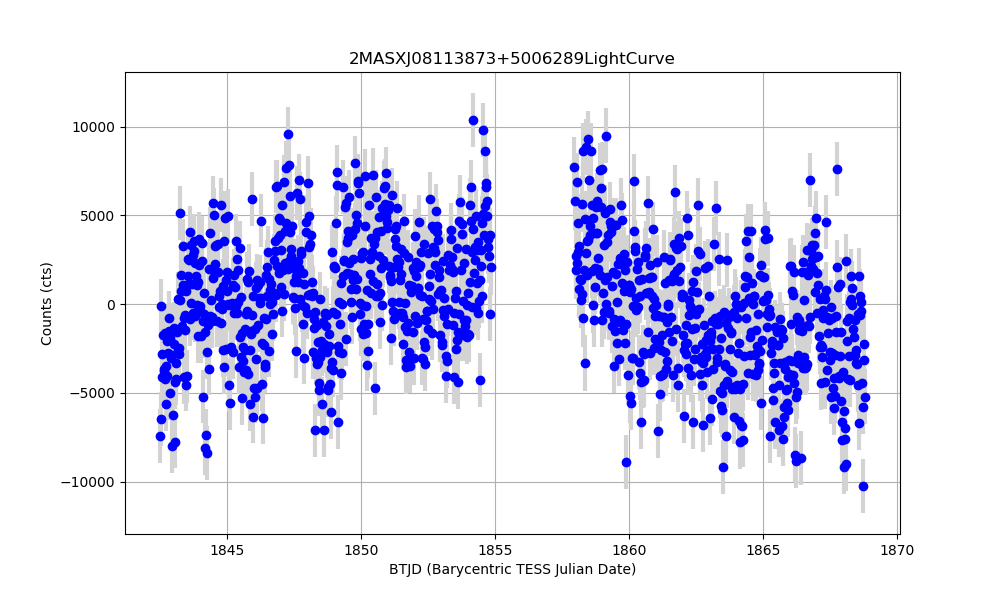 2MASXJ08113873+5006289LightCurve
10000
5000
0
−5000
−10000
Counts (cts)
1845 1850 1855 1860 1865 1870
BTJD (Barycentric TESS Julian Date)